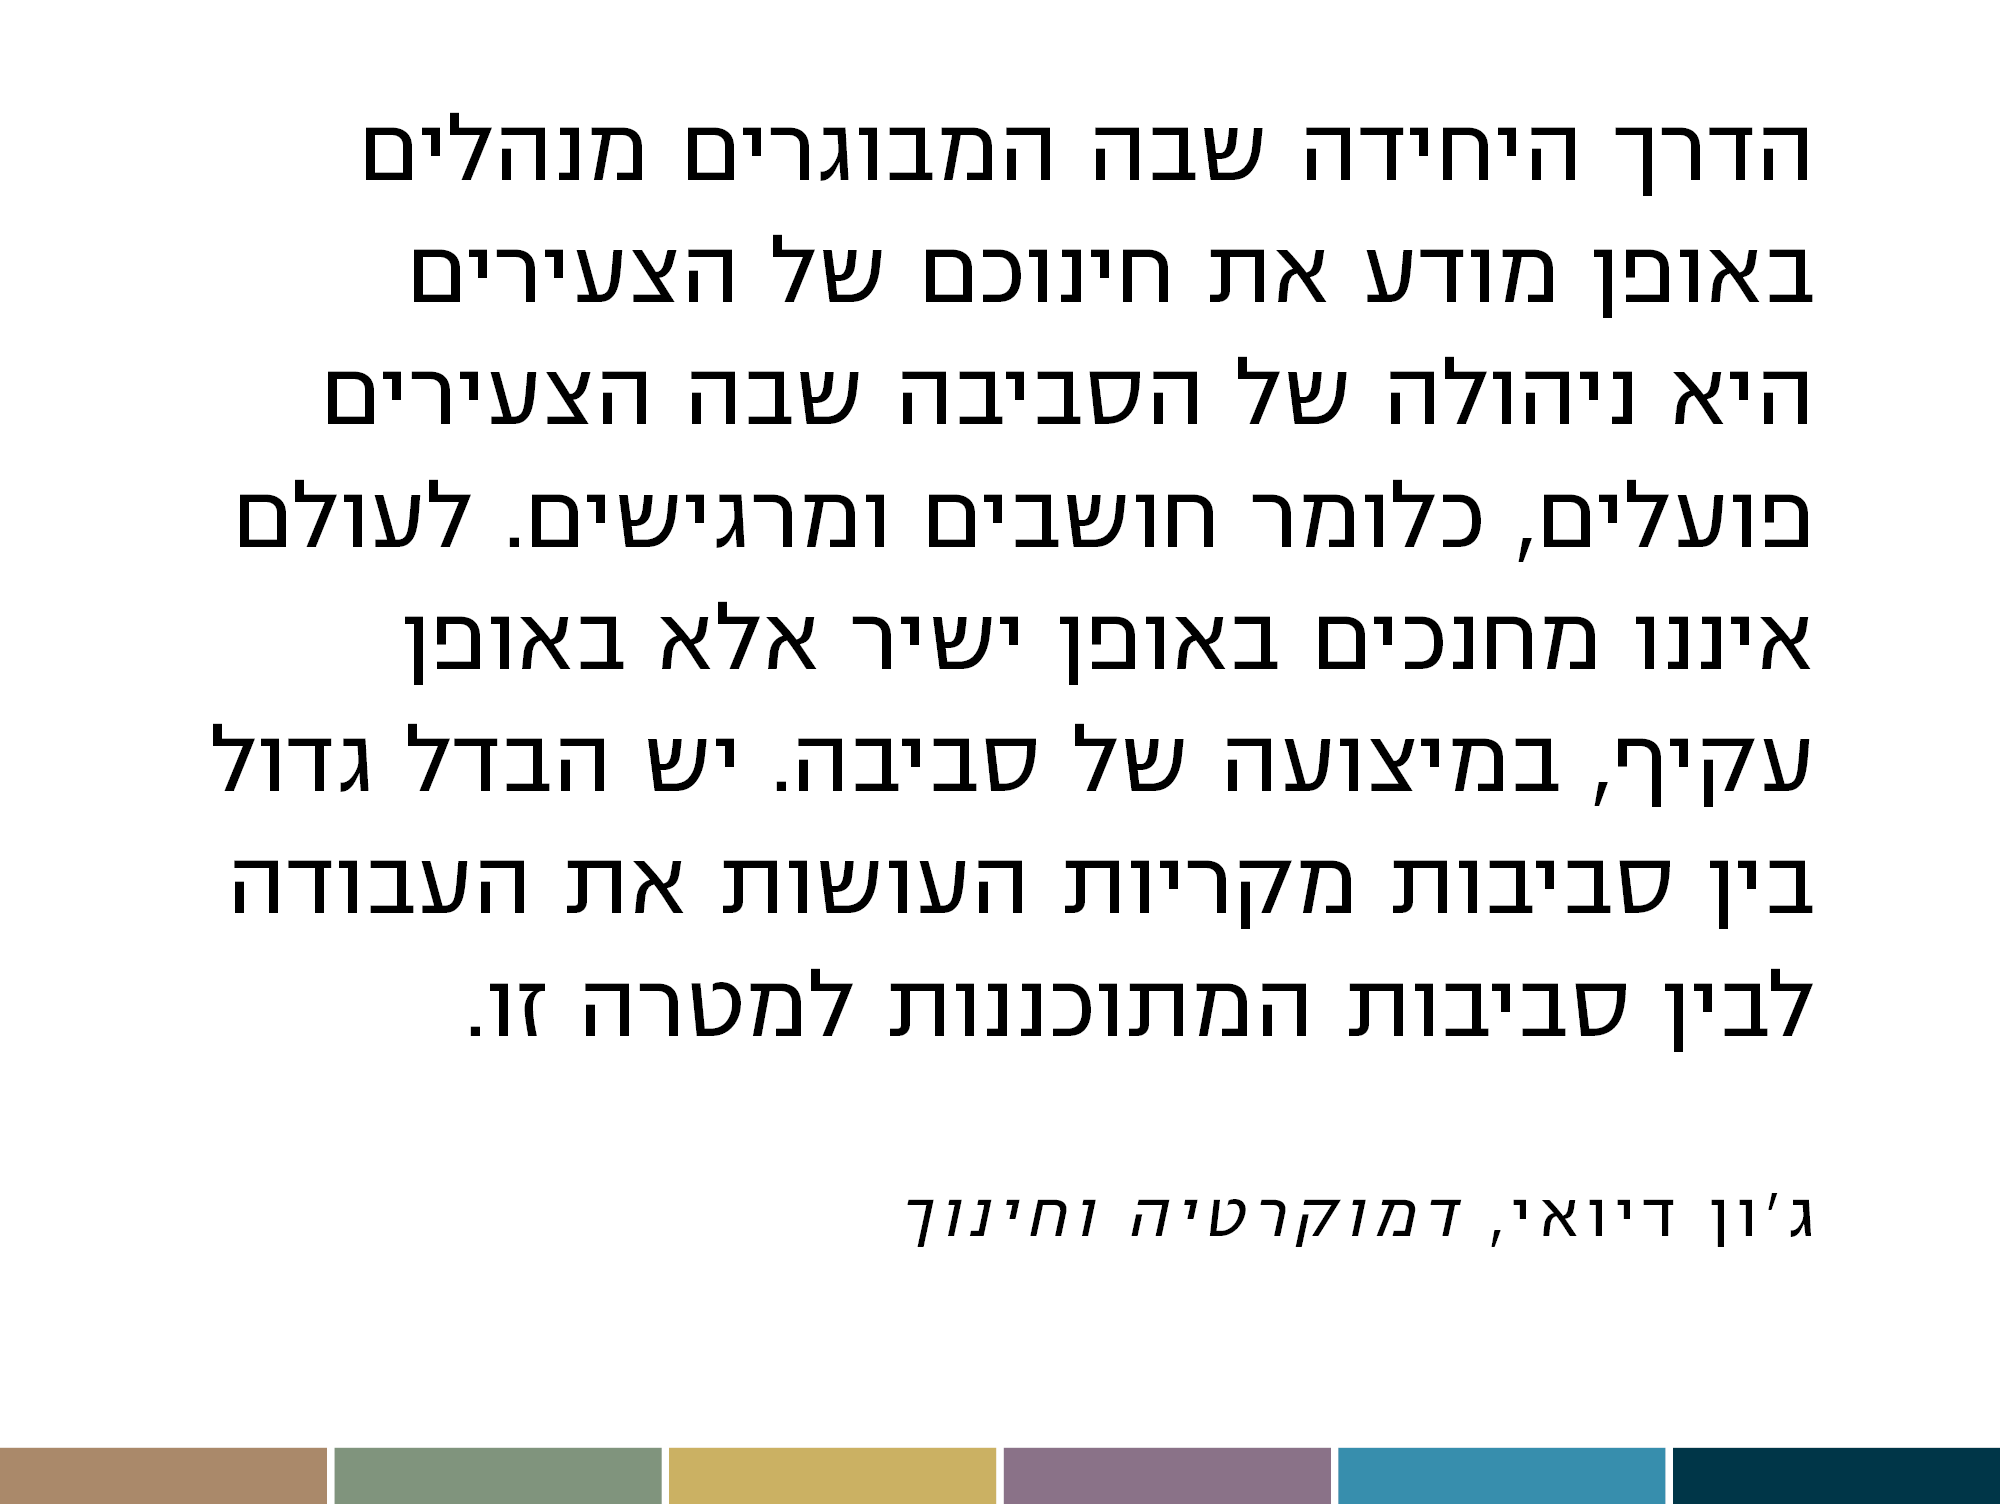 הדרך היחידה שבה המבוגרים מנהלים
באופן מודע את חינוכם של הצעירים
היא ניהולה של הסביבה שבה הצעירים
פועלים, כלומר חושבים ומרגישים. לעולם
איננו מחנכים באופן ישיר אלא באופן
עקיף, במיצועה של סביבה. יש הבדל גדול
בין סביבות מקריות העושות את העבודה
לבין סביבות המתוכננות למטרה זו.
ג'ון דיואי, דמוקרטיה וחינוך